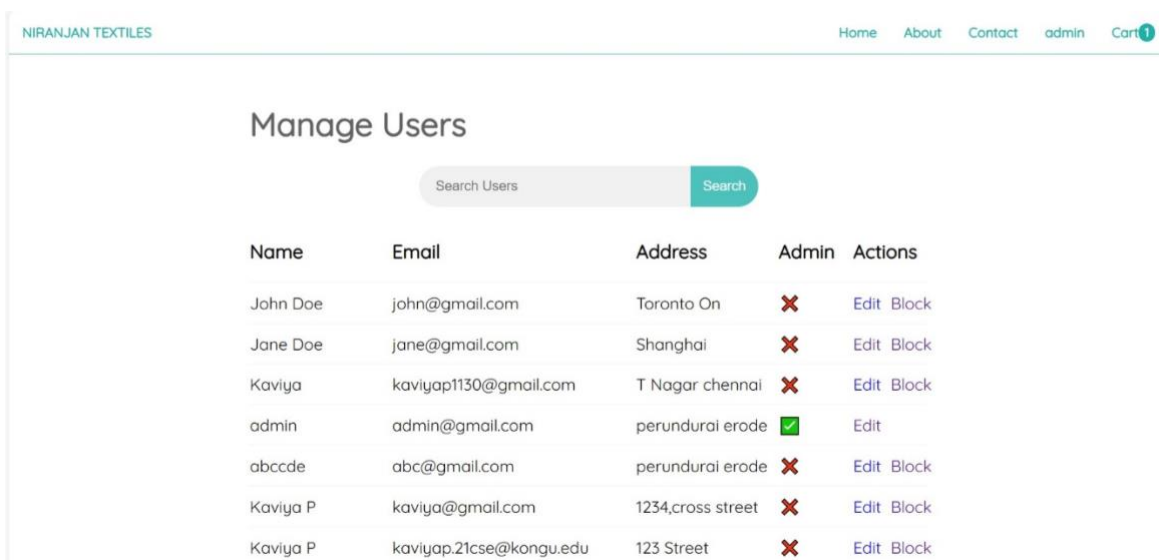 NIRANJAN TEXTILES Home About Contact admin Cart 1
Manage Users
Search Users Search
Name Email Address Admin Actions
John Doe john@gmail.com Toronto On Edit Block
Jane Doe jane@gmail.com Shanghai Edit Block
Kaviya kaviyap1130@gmail.com T Nagar chennai Edit Block
admin admin@gmail.com perundurai erode Edit
abccde abc@gmail.com perundurai erode Edit Block
Kaviya P kaviya@gmail.com 1234,cross street Edit Block
Kaviya P kaviyap.21cse@kongu.edu 123 Street Edit Block